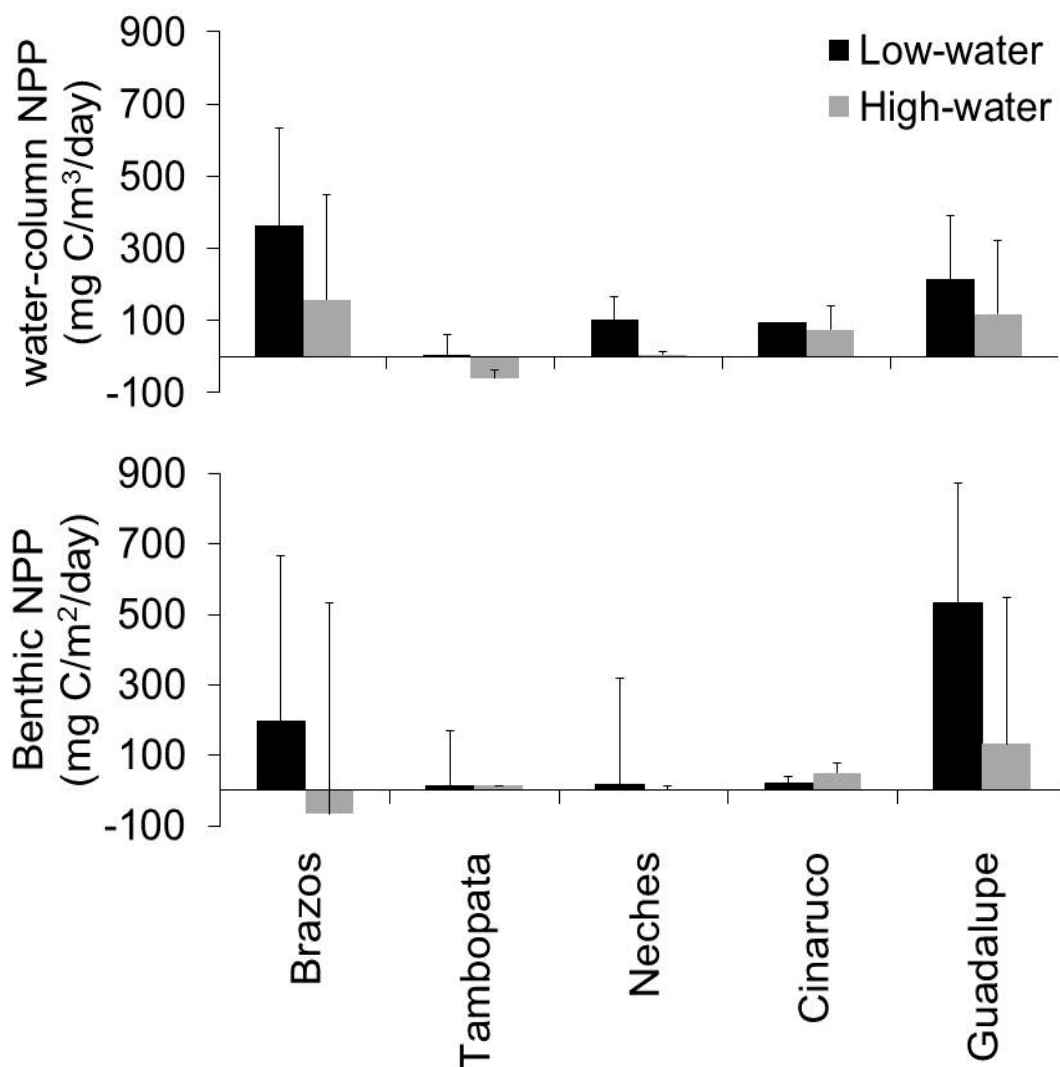 water-column NPP
(mg C/m³/day)
900
700
500
300
100
-100
Low-water
High-water
Benthic NPP
(mg C/m²/day)
900
700
500
300
100
-100
Brazos
Tambopata
Neches
Cinaruco
Guadalupe